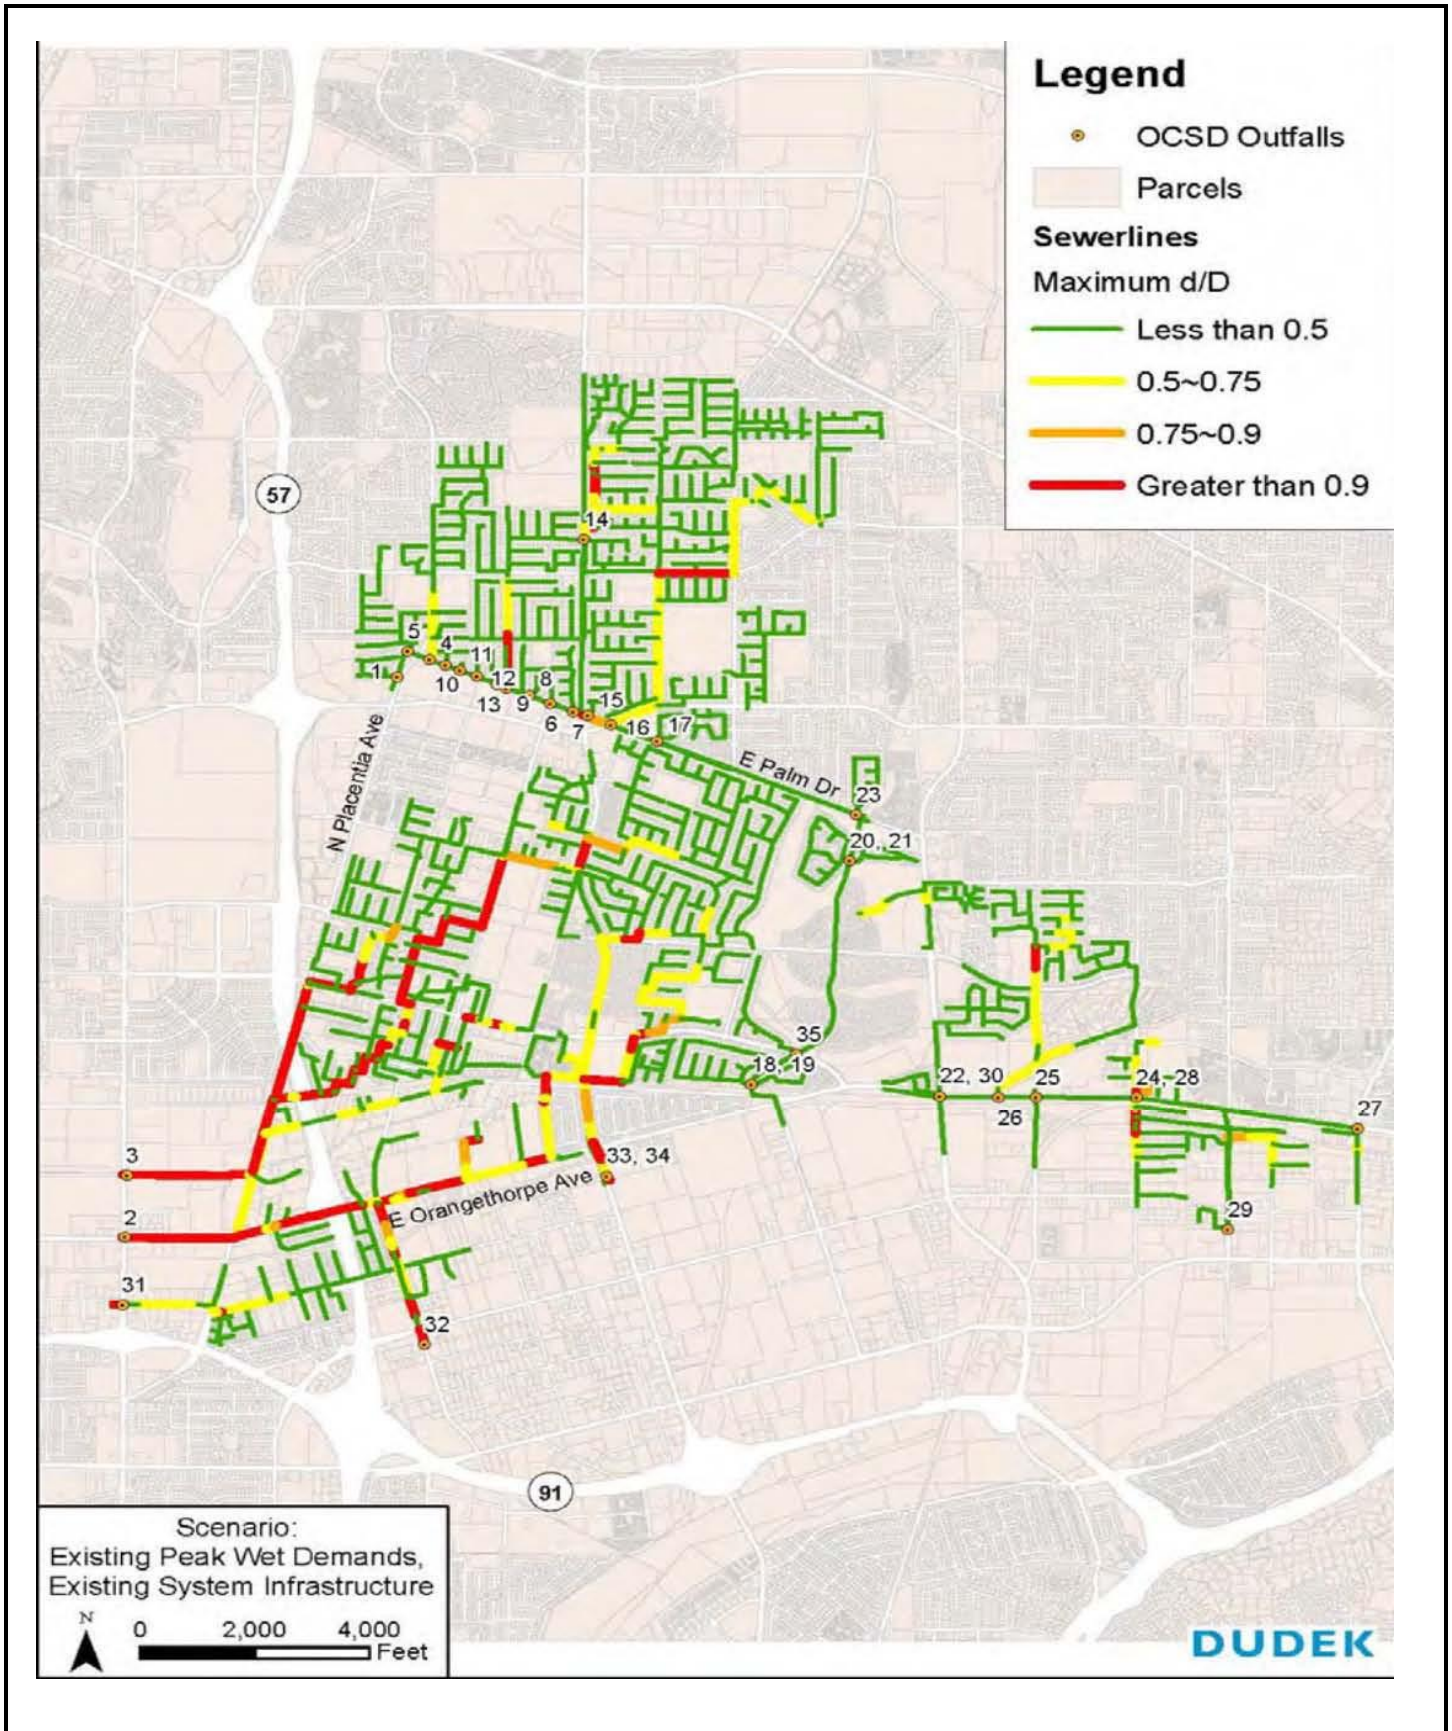 Legend
OCSD Outfalls
Parcels
Sewerlines
Maximum d/D
Less than 0.5
0.5~0.75
0.75~0.9
Greater than 0.9
57
14
5
4
11
1
10
12
8
13
9
15
6
7
16
17
N Placentia Ave
E Palm Dr
23
20, 21
35
18, 19
22, 30
25
24, 28
26
27
3
33, 34
2
E Orangethorpe Ave
29
31
32
91
Scenario:
Existing Peak Wet Demands,
Existing System Infrastructure
N
0 2,000 4,000
Feet
DUDEK